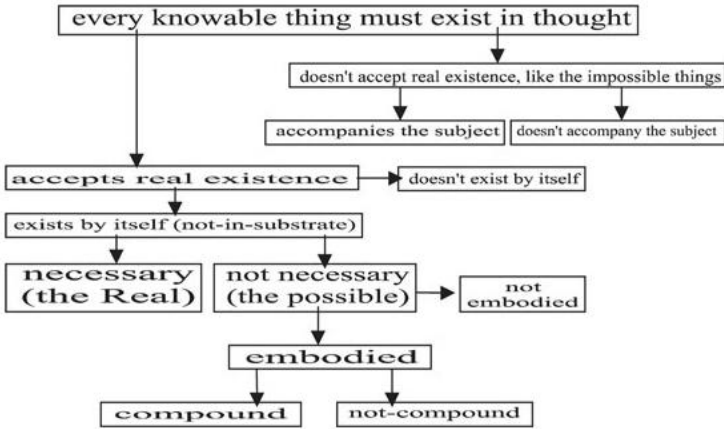 every knowable thing must exist in thought
doesn't accept real existence, like the impossible things
accompanies the subject
doesn't accompany the subject
accepts real existence
doesn't exist by itself
exists by itself (not-in-substrate)
necessary
(the Real)
not necessary
(the possible)
not
embodied
embodied
compound
not-compound